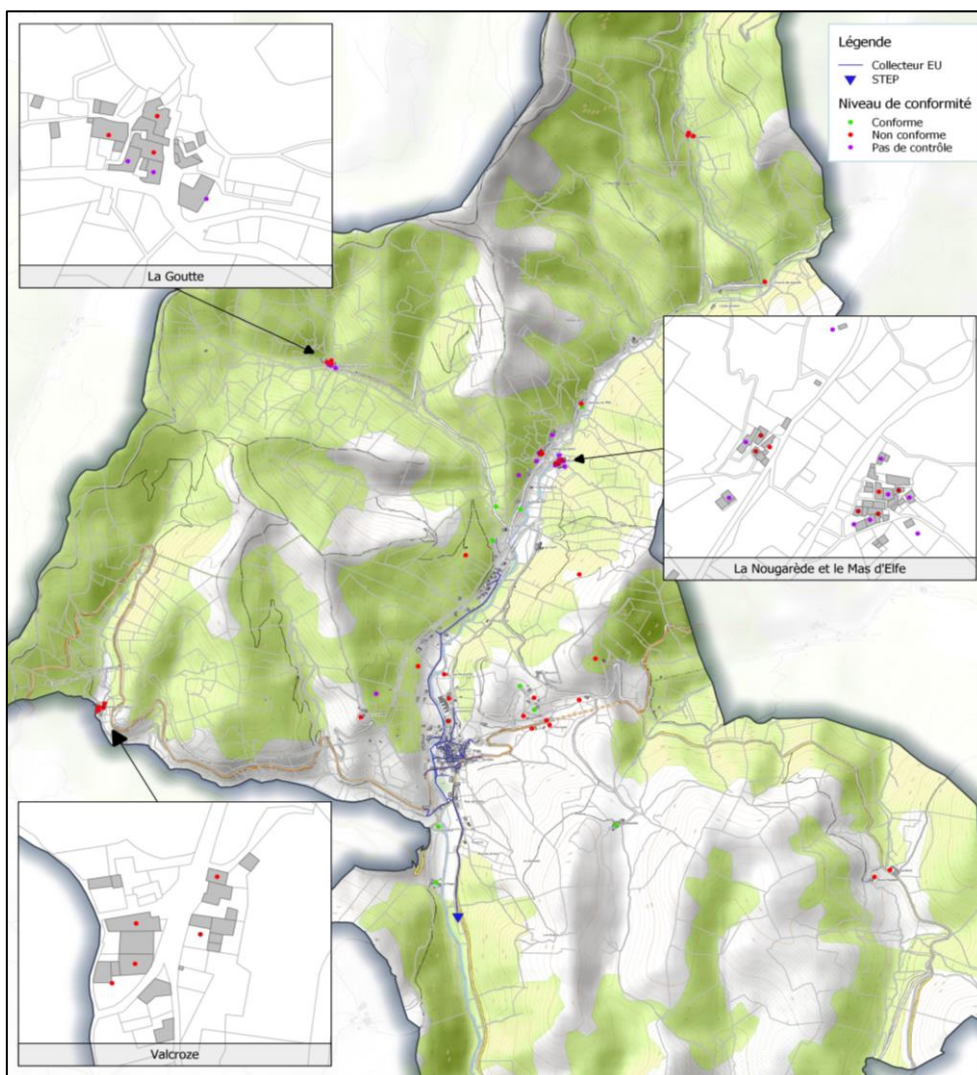 Légende
Collecteur EU
STEP
Niveau de conformité
Conforme
Non conforme
Pas de contrôle
La Goutte
La Nougarède et le Mas d'Elfe
Valcroze